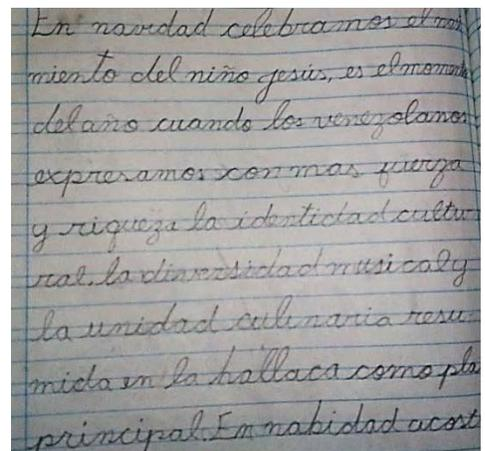 En navidad celebramos el naci
miento del niño jesús, es el momento
del año cuando los venezolanos
expresamos con mas fuerza
y riqueza la identidad cultu
ral. la diversidad musical y
la unidad culinaria resu
mida en la hallaca como pla
principal. En nabidad acost